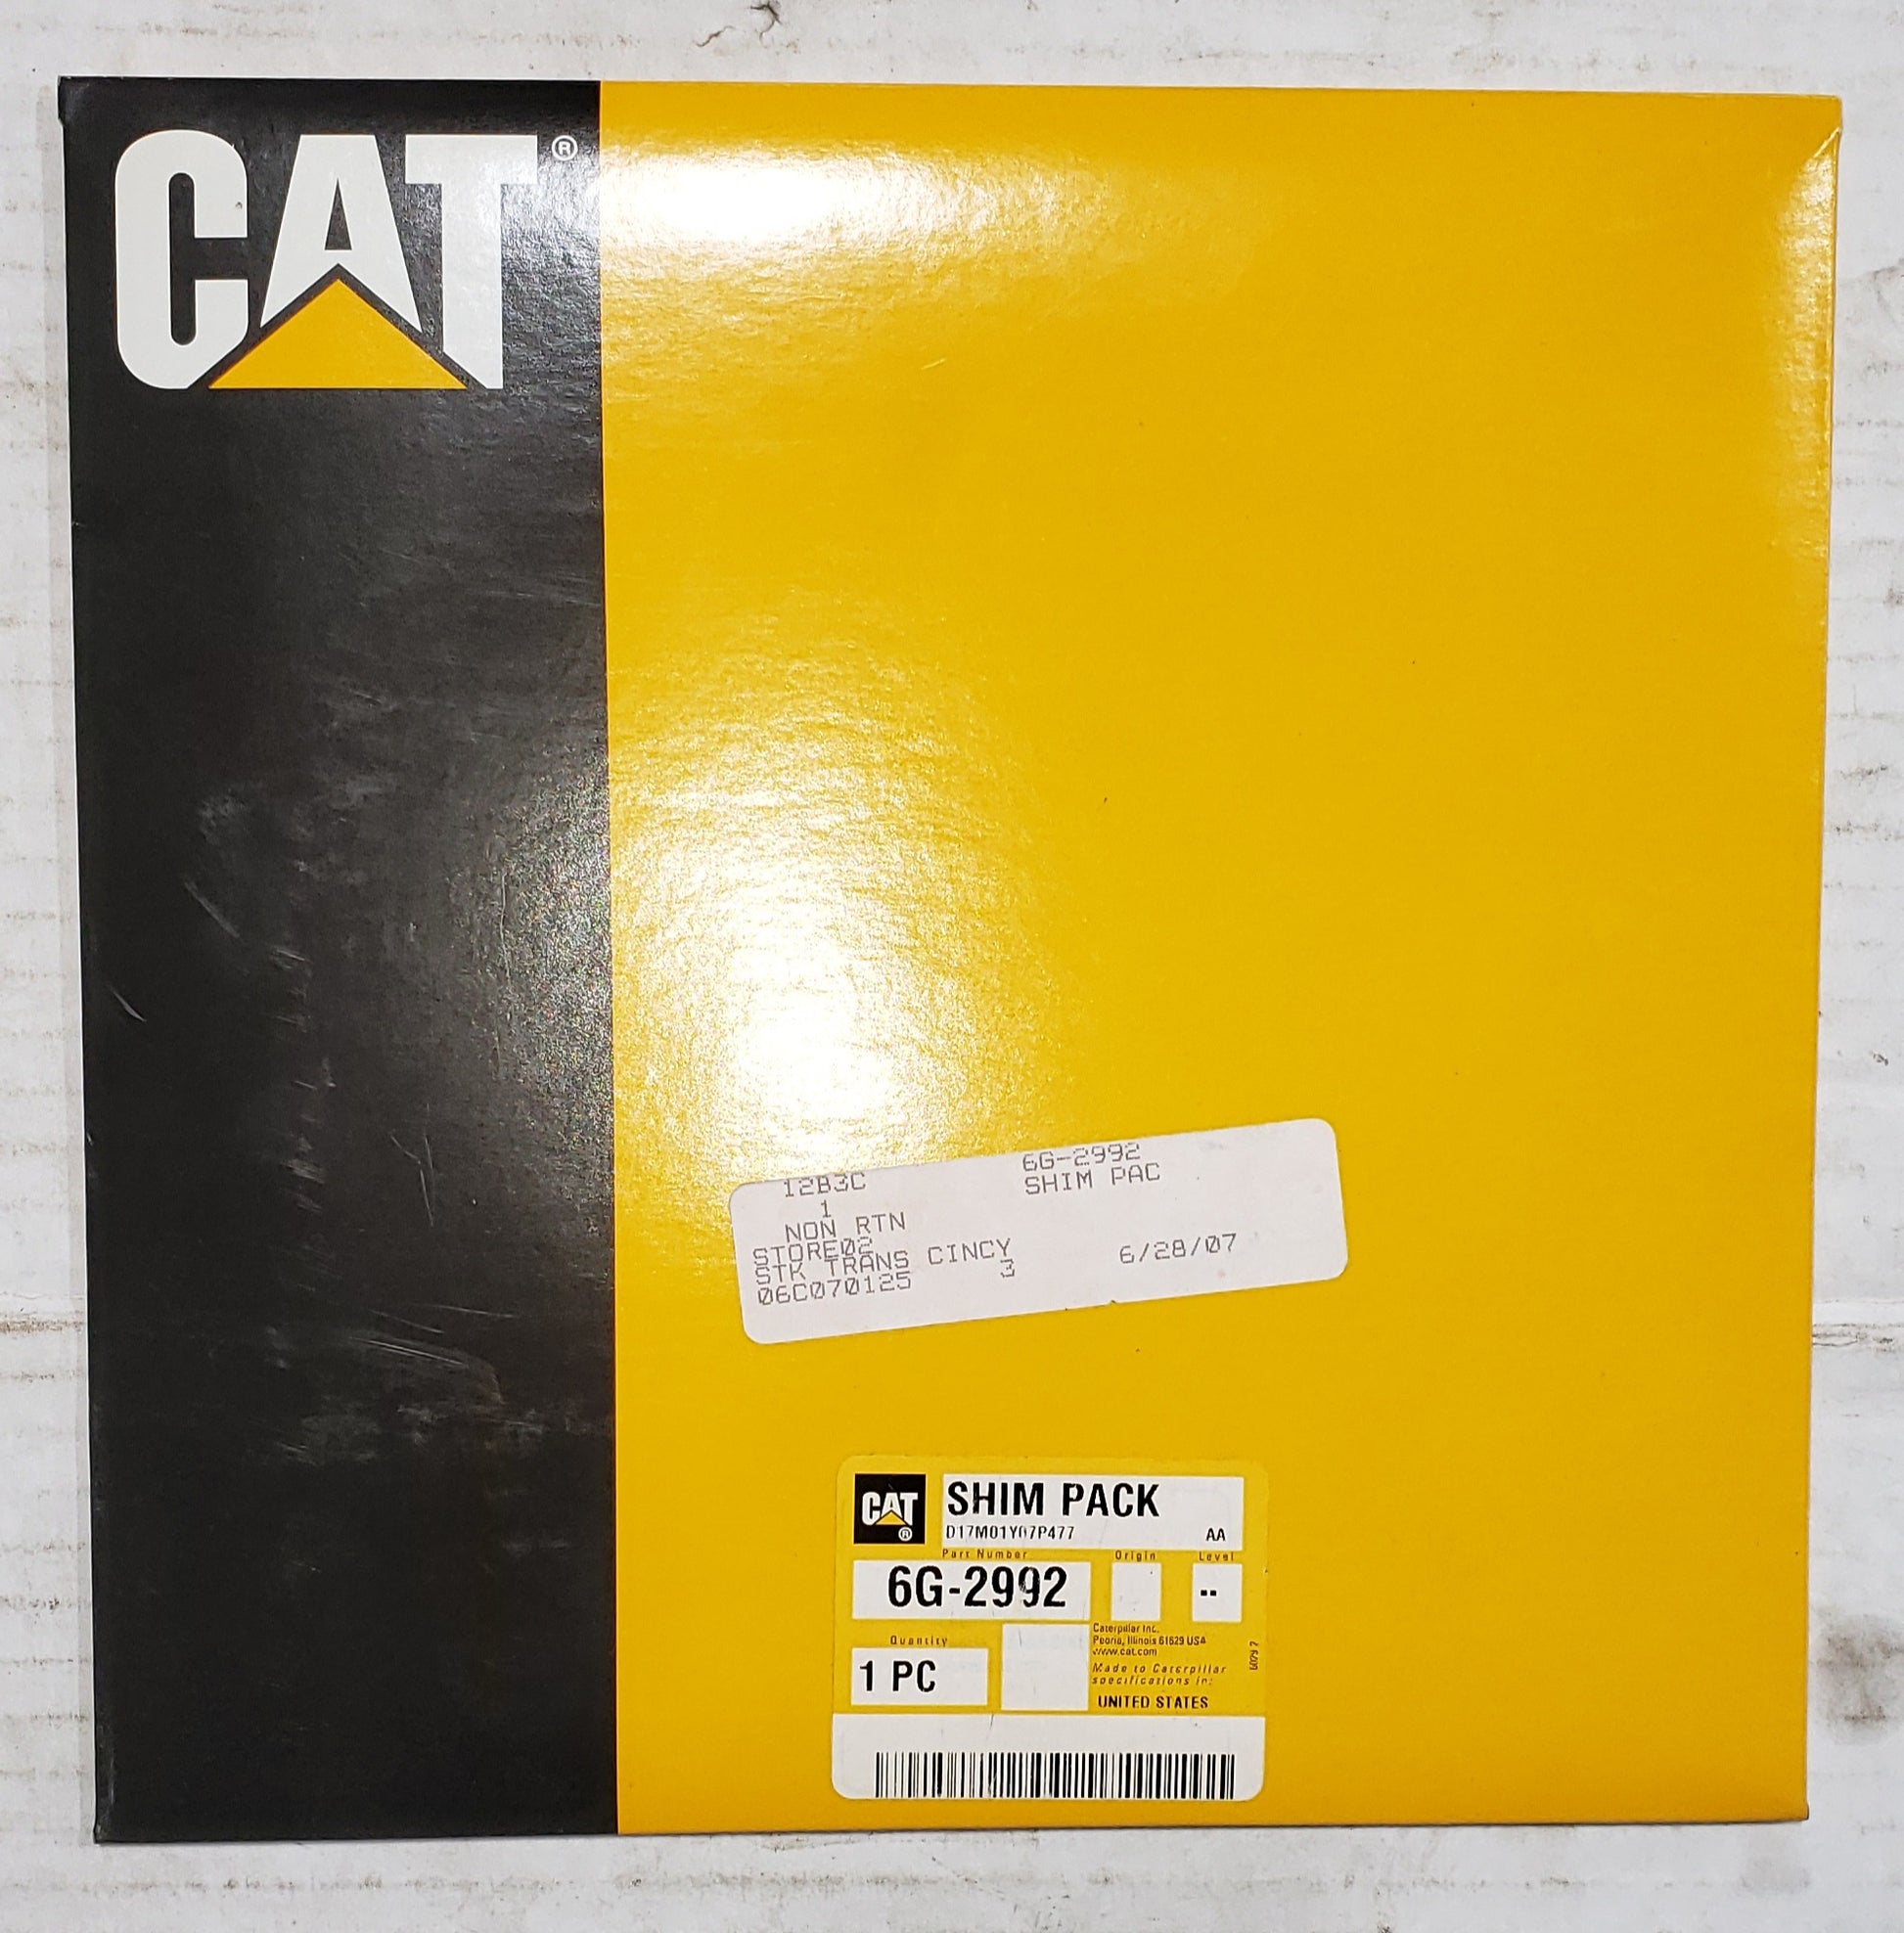 CAT®
12B3C 6G-2992
1 SHIM PAC
NON RTN
STORE02
STK TRANS CINCY 6/28/07
06C070125 3
CAT®
SHIM PACK
D17M01Y07P477 AA
Part Number Origin Level
6G-2992 --
Quantity
1 PC
Caterpillar Inc.
Peoria, Illinois 61629 USA
www.cat.com
Made to Caterpillar
specifications in:
UNITED STATES